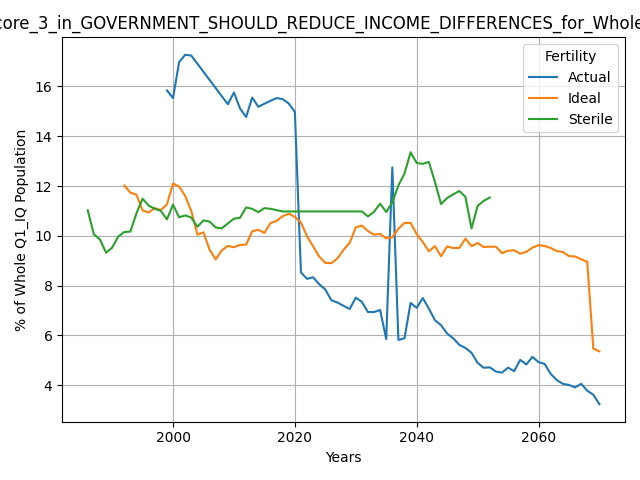 core_3_in_GOVERNMENT_SHOULD_REDUCE_INCOME_DIFFERENCES_for_Whole
Fertility
Actual
Ideal
Sterile
% of Whole Q1_IQ Population
16
14
12
10
8
6
4
2000 2020 2040 2060
Years